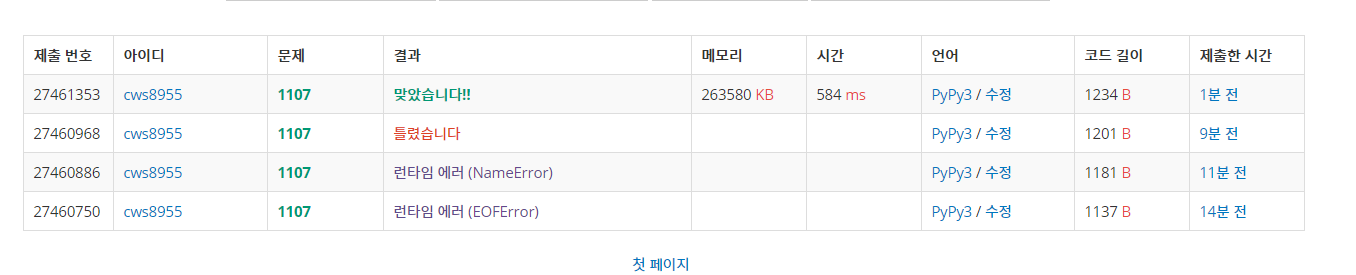 제출 번호 아이디 문제 결과 메모리 시간 언어 코드 길이 제출한 시간
27461353 cws8955 1107 맞았습니다!! 263580 KB 584 ms PyPy3 / 수정 1234 B 1분 전
27460968 cws8955 1107 틀렸습니다 PyPy3 / 수정 1201 B 9분 전
27460886 cws8955 1107 런타임 에러 (NameError) PyPy3 / 수정 1181 B 11분 전
27460750 cws8955 1107 런타임 에러 (EOFError) PyPy3 / 수정 1137 B 14분 전
첫 페이지